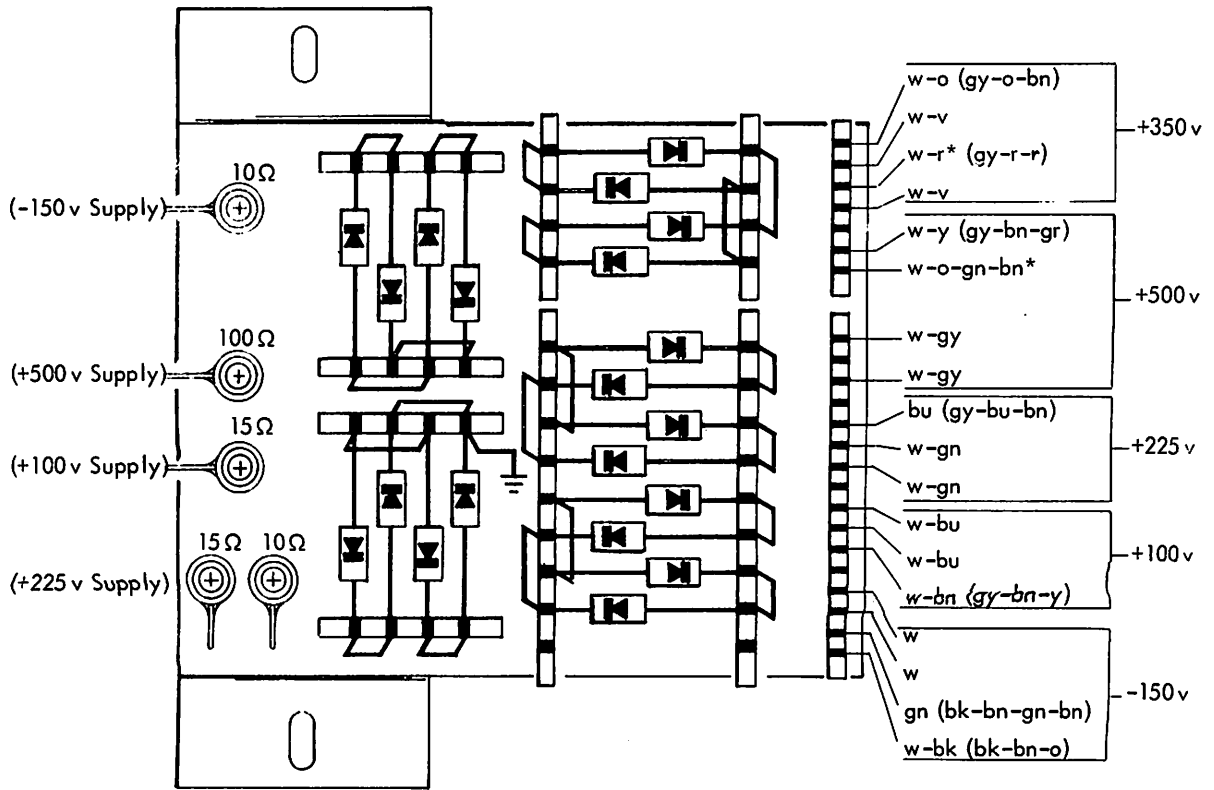 10Ω
(-150 v Supply)
100Ω
(+500 v Supply)
15Ω
(+100 v Supply)
15Ω 10Ω
(+225 v Supply)
w-o (gy-o-bn)
w-v
w-r* (gy-r-r)
w-v
+350 v
w-y (gy-bn-gr)
w-o-gn-bn*
w-gy
w-gy
+500 v
bu (gy-bu-bn)
w-gn
w-gn
+225 v
w-bu
w-bu
w-bn (gy-bn-y)
+100 v
w
w
gn (bk-bn-gn-bn)
w-bk (bk-bn-o)
-150 v